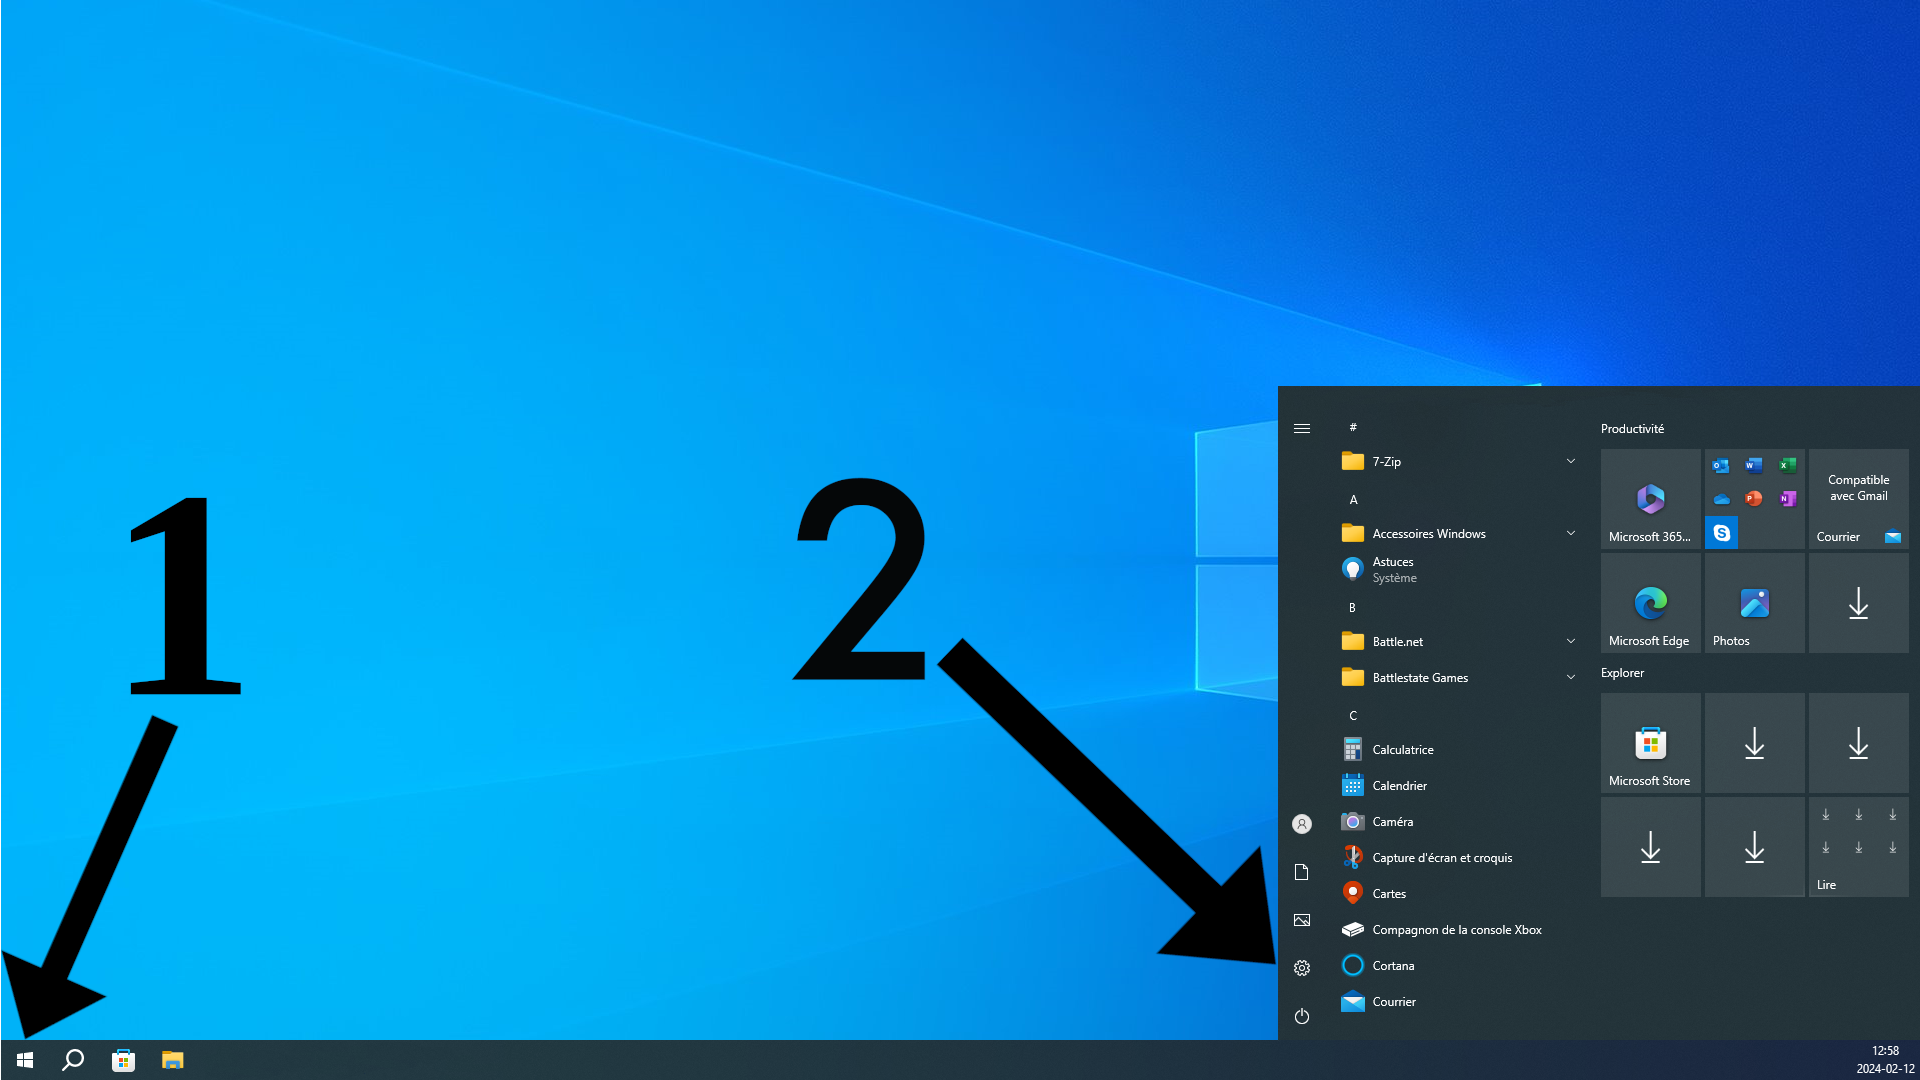 1
2
#
7-Zip
A
Accessoires Windows
Astuces
Système
B
Battle.net
Battlestate Games
C
Calculatrice
Calendrier
Caméra
Capture d'écran et croquis
Cartes
Compagnon de la console Xbox
Cortana
Courrier
Productivité
Microsoft 365...
Compatible
avec Gmail
Courrier
Microsoft Edge
Photos
Explorer
Microsoft Store
Lire
12:58
2024-02-12